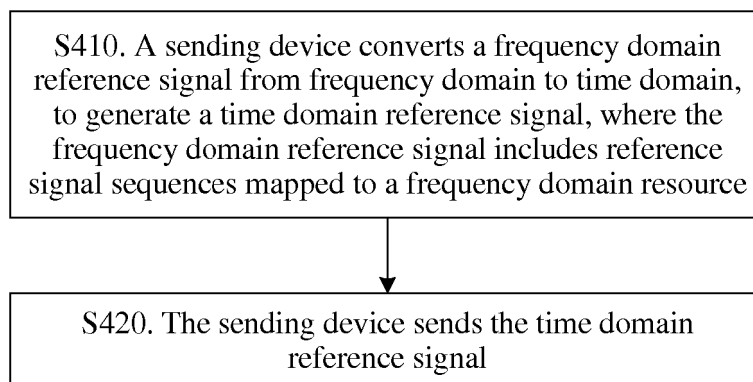 S410. A sending device converts a frequency domain
reference signal from frequency domain to time domain,
to generate a time domain reference signal, where the
frequency domain reference signal includes reference
signal sequences mapped to a frequency domain resource
S420. The sending device sends the time domain
reference signal